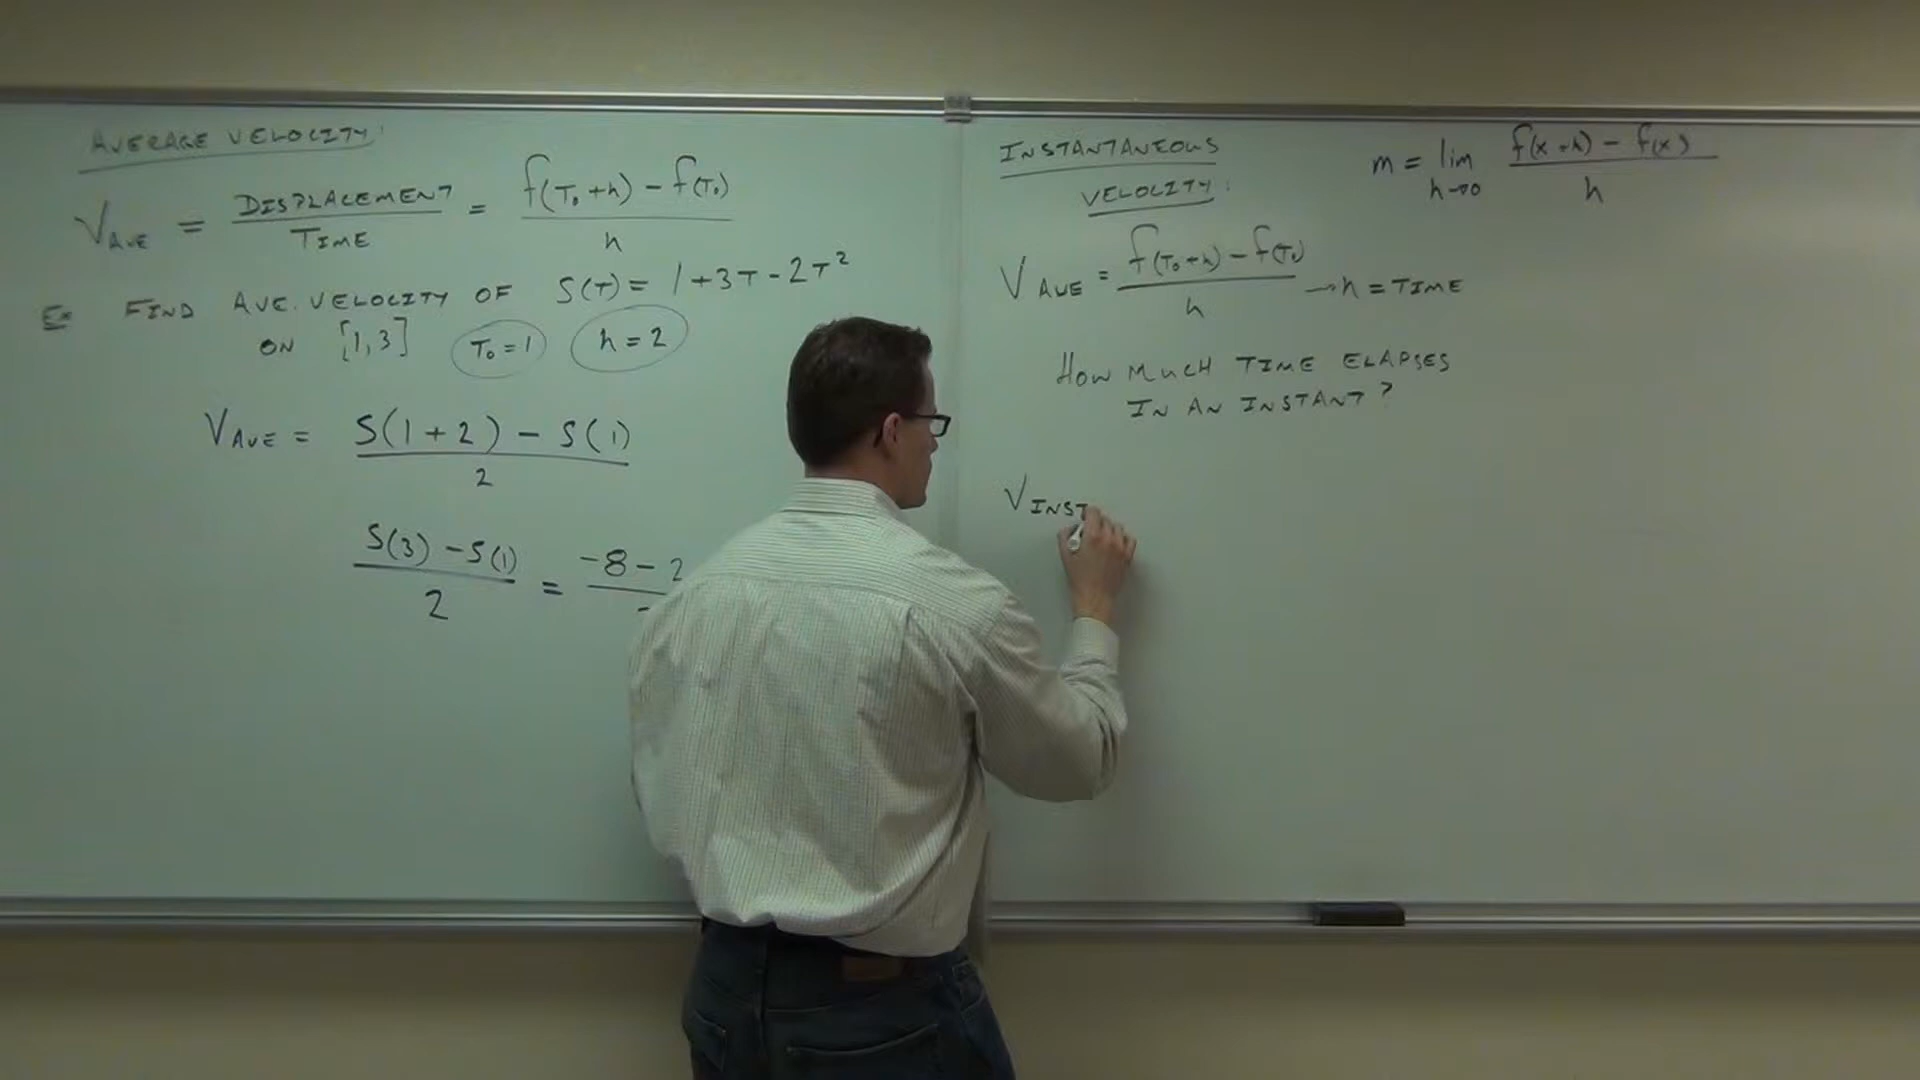 AVERAGE VELOCITY:
V AVE = DISPLACEMENT / TIME = f(T₀+h) - f(T₀) / h
Ex FIND AVE. VELOCITY OF S(T) = 1+3T-2T²
ON [1,3] T₀=1 h=2
V AVE = S(1+2) - S(1) / 2
S(3) - S(1) / 2 = -8-2
INSTANTANEOUS
VELOCITY:
m = lim h→0 f(x+h) - f(x) / h
V AVE = f(T₀+h) - f(T₀) / h → h = TIME
HOW MUCH TIME ELAPSES
IN AN INSTANT?
V INST